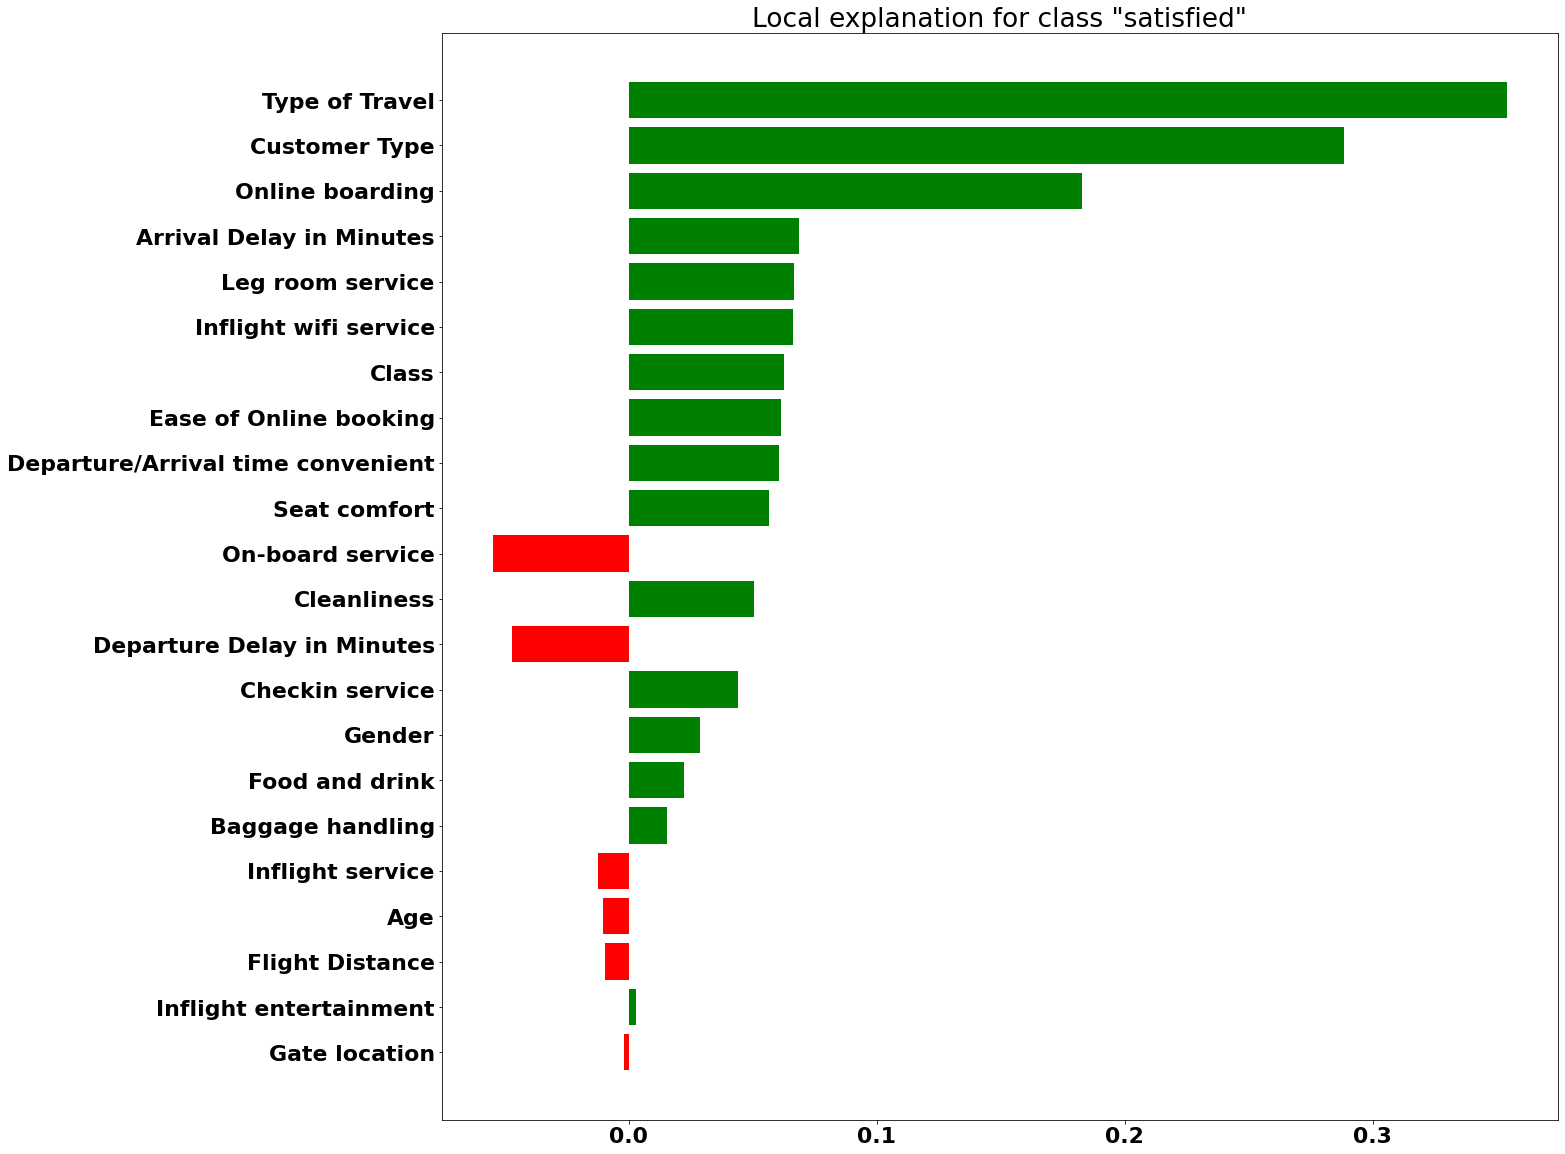 Local explanation for class "satisfied"
Type of Travel
Customer Type
Online boarding
Arrival Delay in Minutes
Leg room service
Inflight wifi service
Class
Ease of Online booking
Departure/Arrival time convenient
Seat comfort
On-board service
Cleanliness
Departure Delay in Minutes
Checkin service
Gender
Food and drink
Baggage handling
Inflight service
Age
Flight Distance
Inflight entertainment
Gate location
0.0 0.1 0.2 0.3